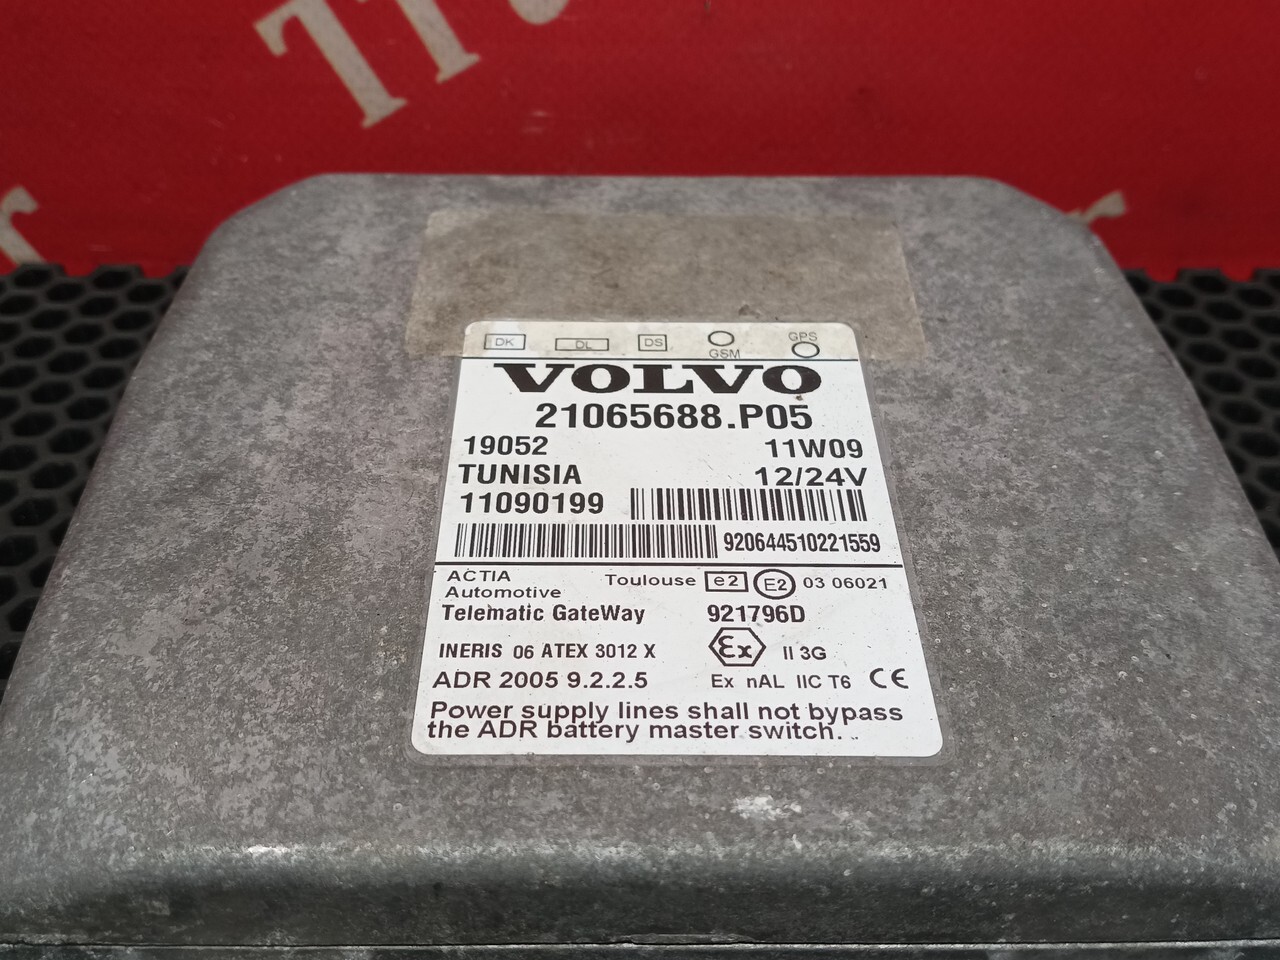 DK DL DS GSM GPS
VOLVO
21065688.P05
19052 11W09
TUNISIA 12/24V
11090199
920644510221559
ACTIA Toulouse e2 E2 03 06021
Automotive
Telematic GateWay 921796D
INERIS 06 ATEX 3012 X Ex II 3G
ADR 2005 9.2.2.5 Ex nAL IIC T6 CE
Power supply lines shall not bypass
the ADR battery master switch.